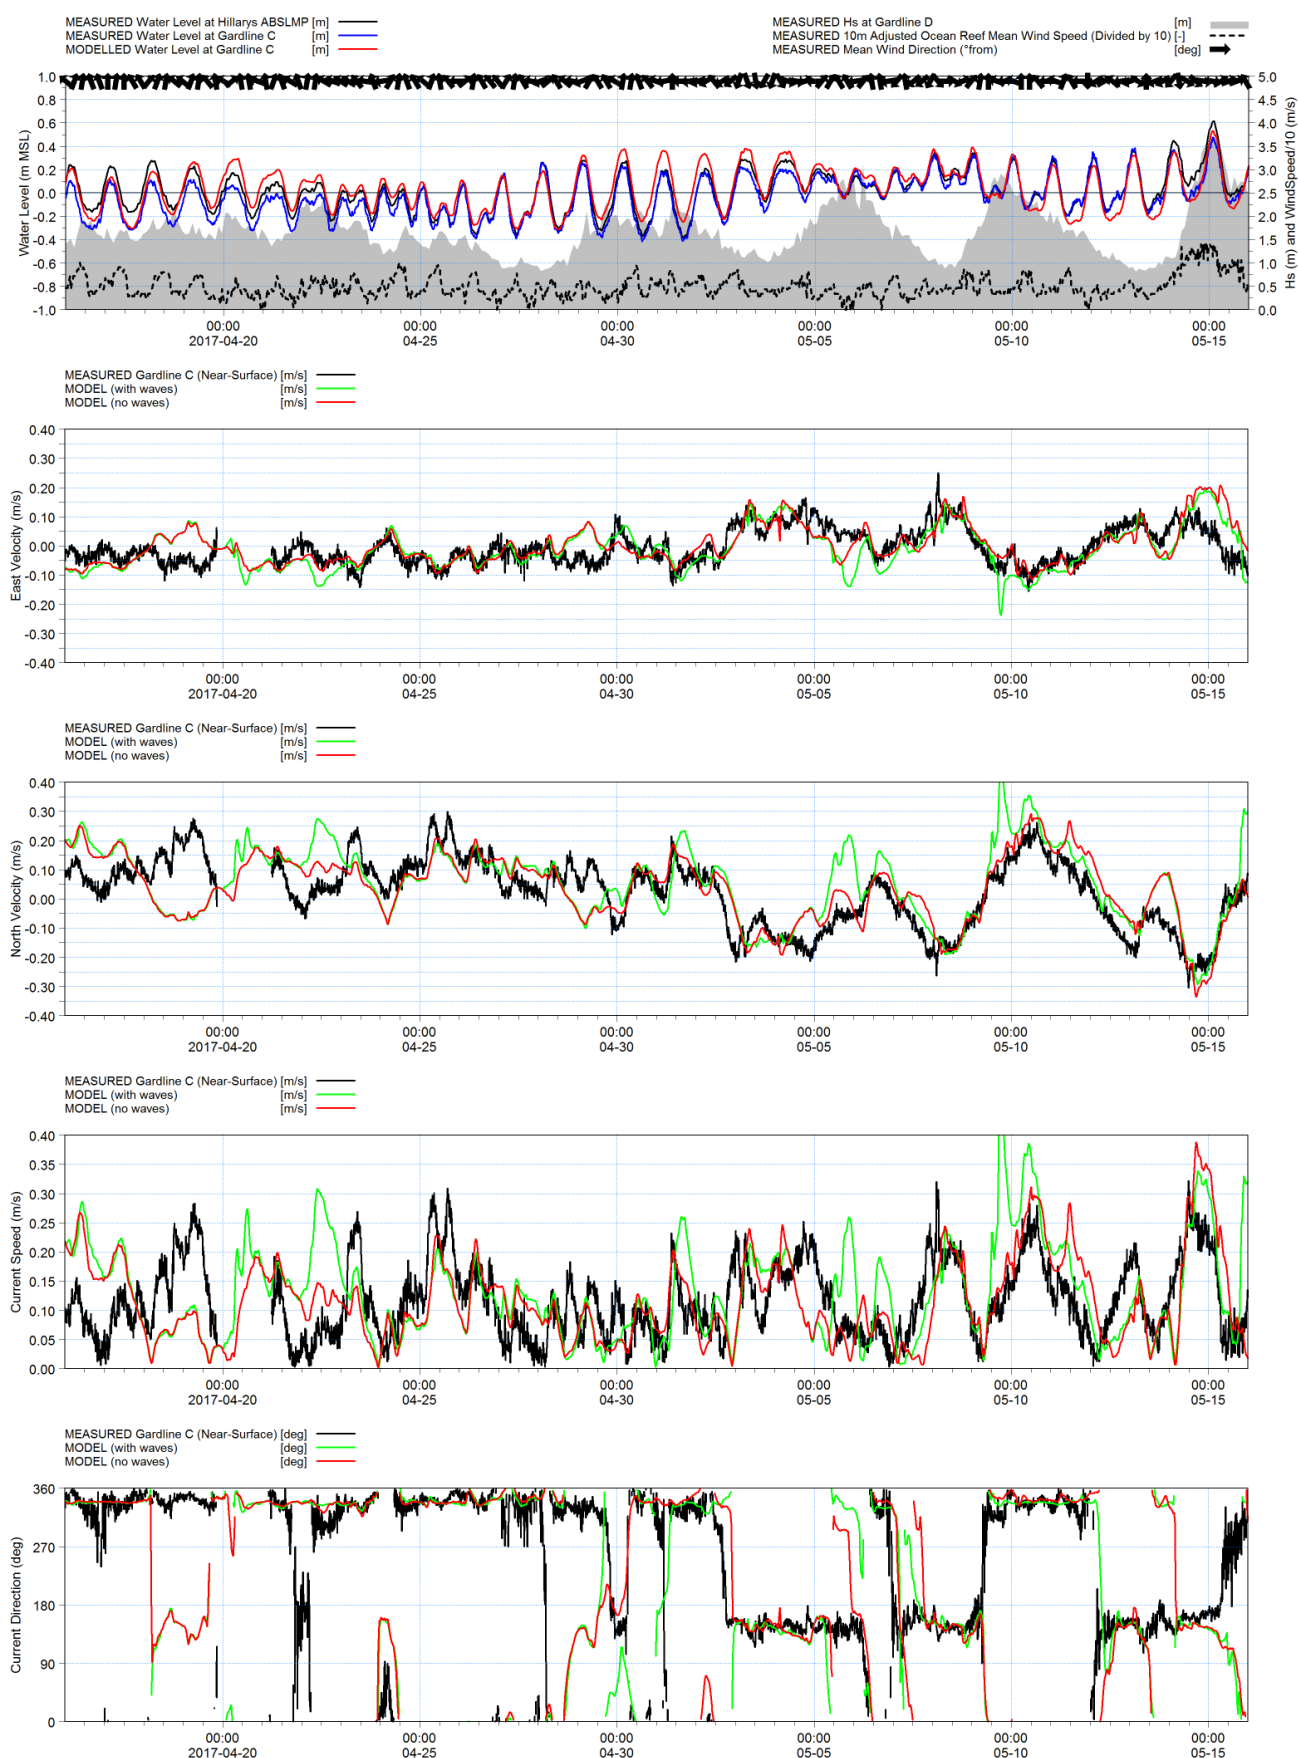 MEASURED Water Level at Hillarys ABSLMP [m]
MEASURED Water Level at Gardline C [m]
MODELLED Water Level at Gardline C [m]
MEASURED Hs at Gardline D [m]
MEASURED 10m Adjusted Ocean Reef Mean Wind Speed (Divided by 10) [-]
MEASURED Mean Wind Direction (°from) [deg]
Water Level (m MSL)
1.0
0.8
0.6
0.4
0.2
0.0
-0.2
-0.4
-0.6
-0.8
-1.0
5.0
4.5
4.0
3.5
3.0
2.5
2.0
1.5
1.0
0.5
0.0
Hs (m) and WindSpeed/10 (m/s)
00:00 00:00 00:00 00:00 00:00 00:00
2017-04-20 04-25 04-30 05-05 05-10 05-15
MEASURED Gardline C (Near-Surface) [m/s]
MODEL (with waves) [m/s]
MODEL (no waves) [m/s]
East Velocity (m/s)
0.40
0.30
0.20
0.10
0.00
-0.10
-0.20
-0.30
-0.40
00:00 00:00 00:00 00:00 00:00 00:00
2017-04-20 04-25 04-30 05-05 05-10 05-15
MEASURED Gardline C (Near-Surface) [m/s]
MODEL (with waves) [m/s]
MODEL (no waves) [m/s]
North Velocity (m/s)
0.40
0.30
0.20
0.10
0.00
-0.10
-0.20
-0.30
-0.40
00:00 00:00 00:00 00:00 00:00 00:00
2017-04-20 04-25 04-30 05-05 05-10 05-15
MEASURED Gardline C (Near-Surface) [m/s]
MODEL (with waves) [m/s]
MODEL (no waves) [m/s]
Current Speed (m/s)
0.40
0.35
0.30
0.25
0.20
0.15
0.10
0.05
0.00
00:00 00:00 00:00 00:00 00:00 00:00
2017-04-20 04-25 04-30 05-05 05-10 05-15
MEASURED Gardline C (Near-Surface) [deg]
MODEL (with waves) [deg]
MODEL (no waves) [deg]
Current Direction (deg)
360
270
180
90
0
00:00 00:00 00:00 00:00 00:00 00:00
2017-04-20 04-25 04-30 05-05 05-10 05-15